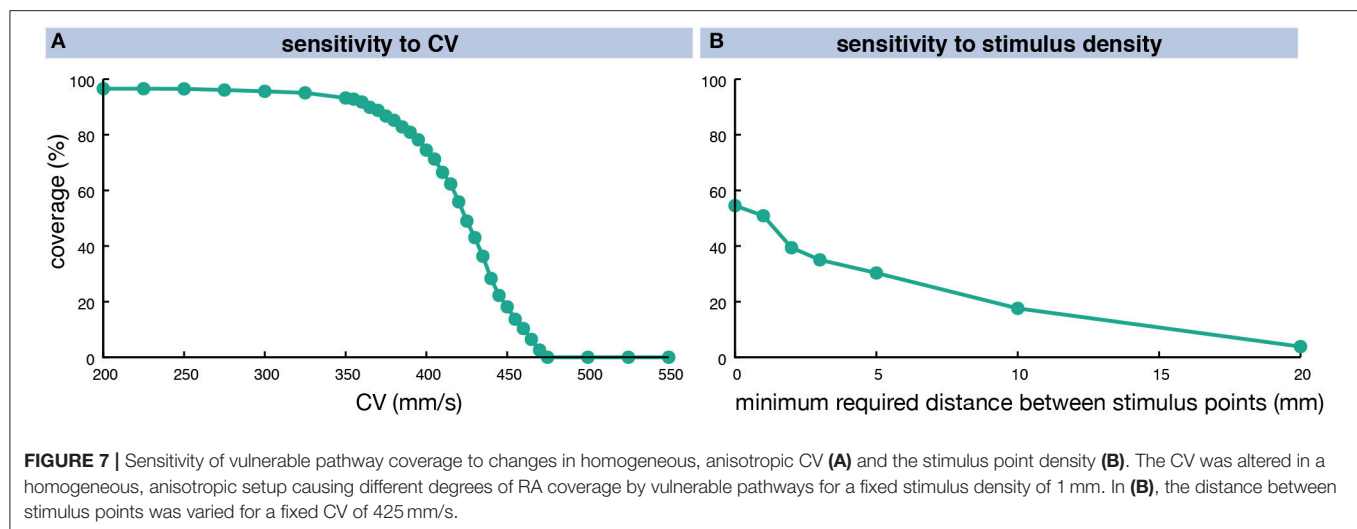 A sensitivity to CV
B sensitivity to stimulus density
100
80
60
40
20
0
coverage (%)
200 250 300 350 400 450 500 550
CV (mm/s)
100
80
60
40
20
0
0 5 10 15 20
minimum required distance between stimulus points (mm)
FIGURE 7 | Sensitivity of vulnerable pathway coverage to changes in homogeneous, anisotropic CV (A) and the stimulus point density (B). The CV was altered in a
homogeneous, anisotropic setup causing different degrees of RA coverage by vulnerable pathways for a fixed stimulus density of 1 mm. In (B), the distance between
stimulus points was varied for a fixed CV of 425 mm/s.